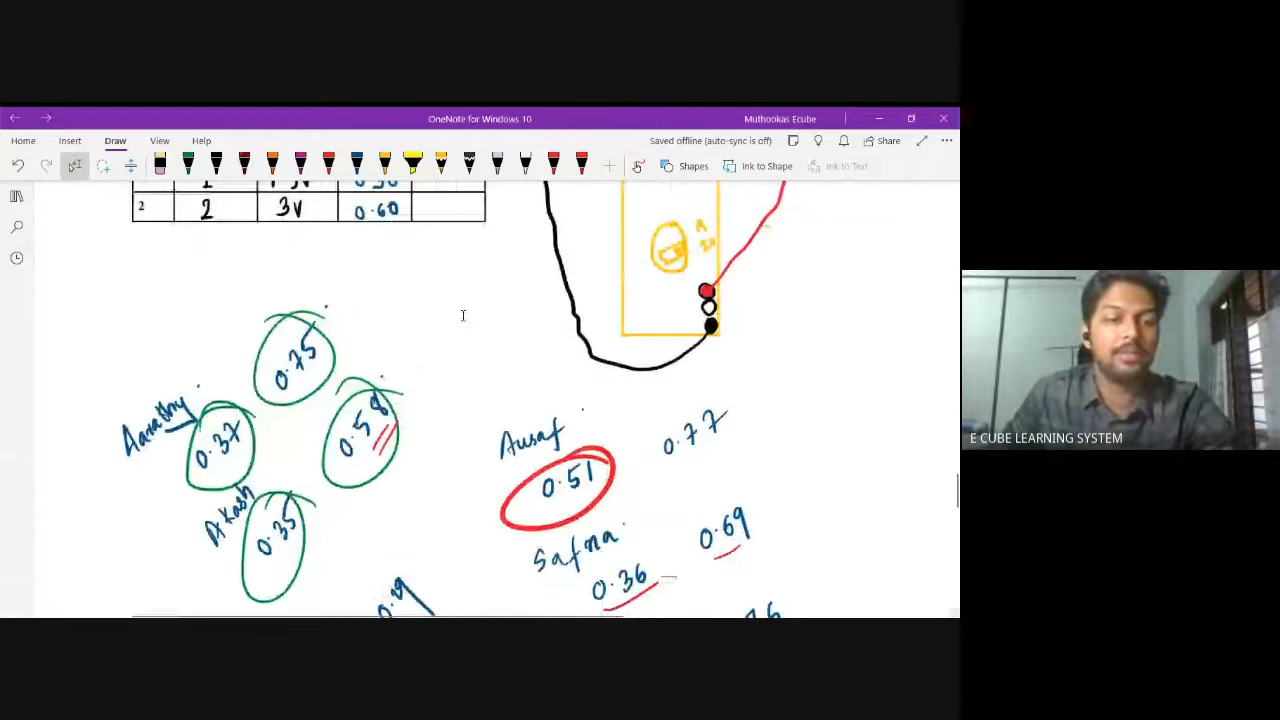 OneNote for Windows 10
Muthookas Ecube
Home Insert Draw View Help
Saved offline (auto-sync is off)
Share
Shapes
Ink to Shape
Ink to Text
2 2 3V 0.60
0.75
Aarathy
0.37
0.58
Akash
0.35
Ausaf
0.51
0.77
Safna
0.36
0.69
E CUBE LEARNING SYSTEM